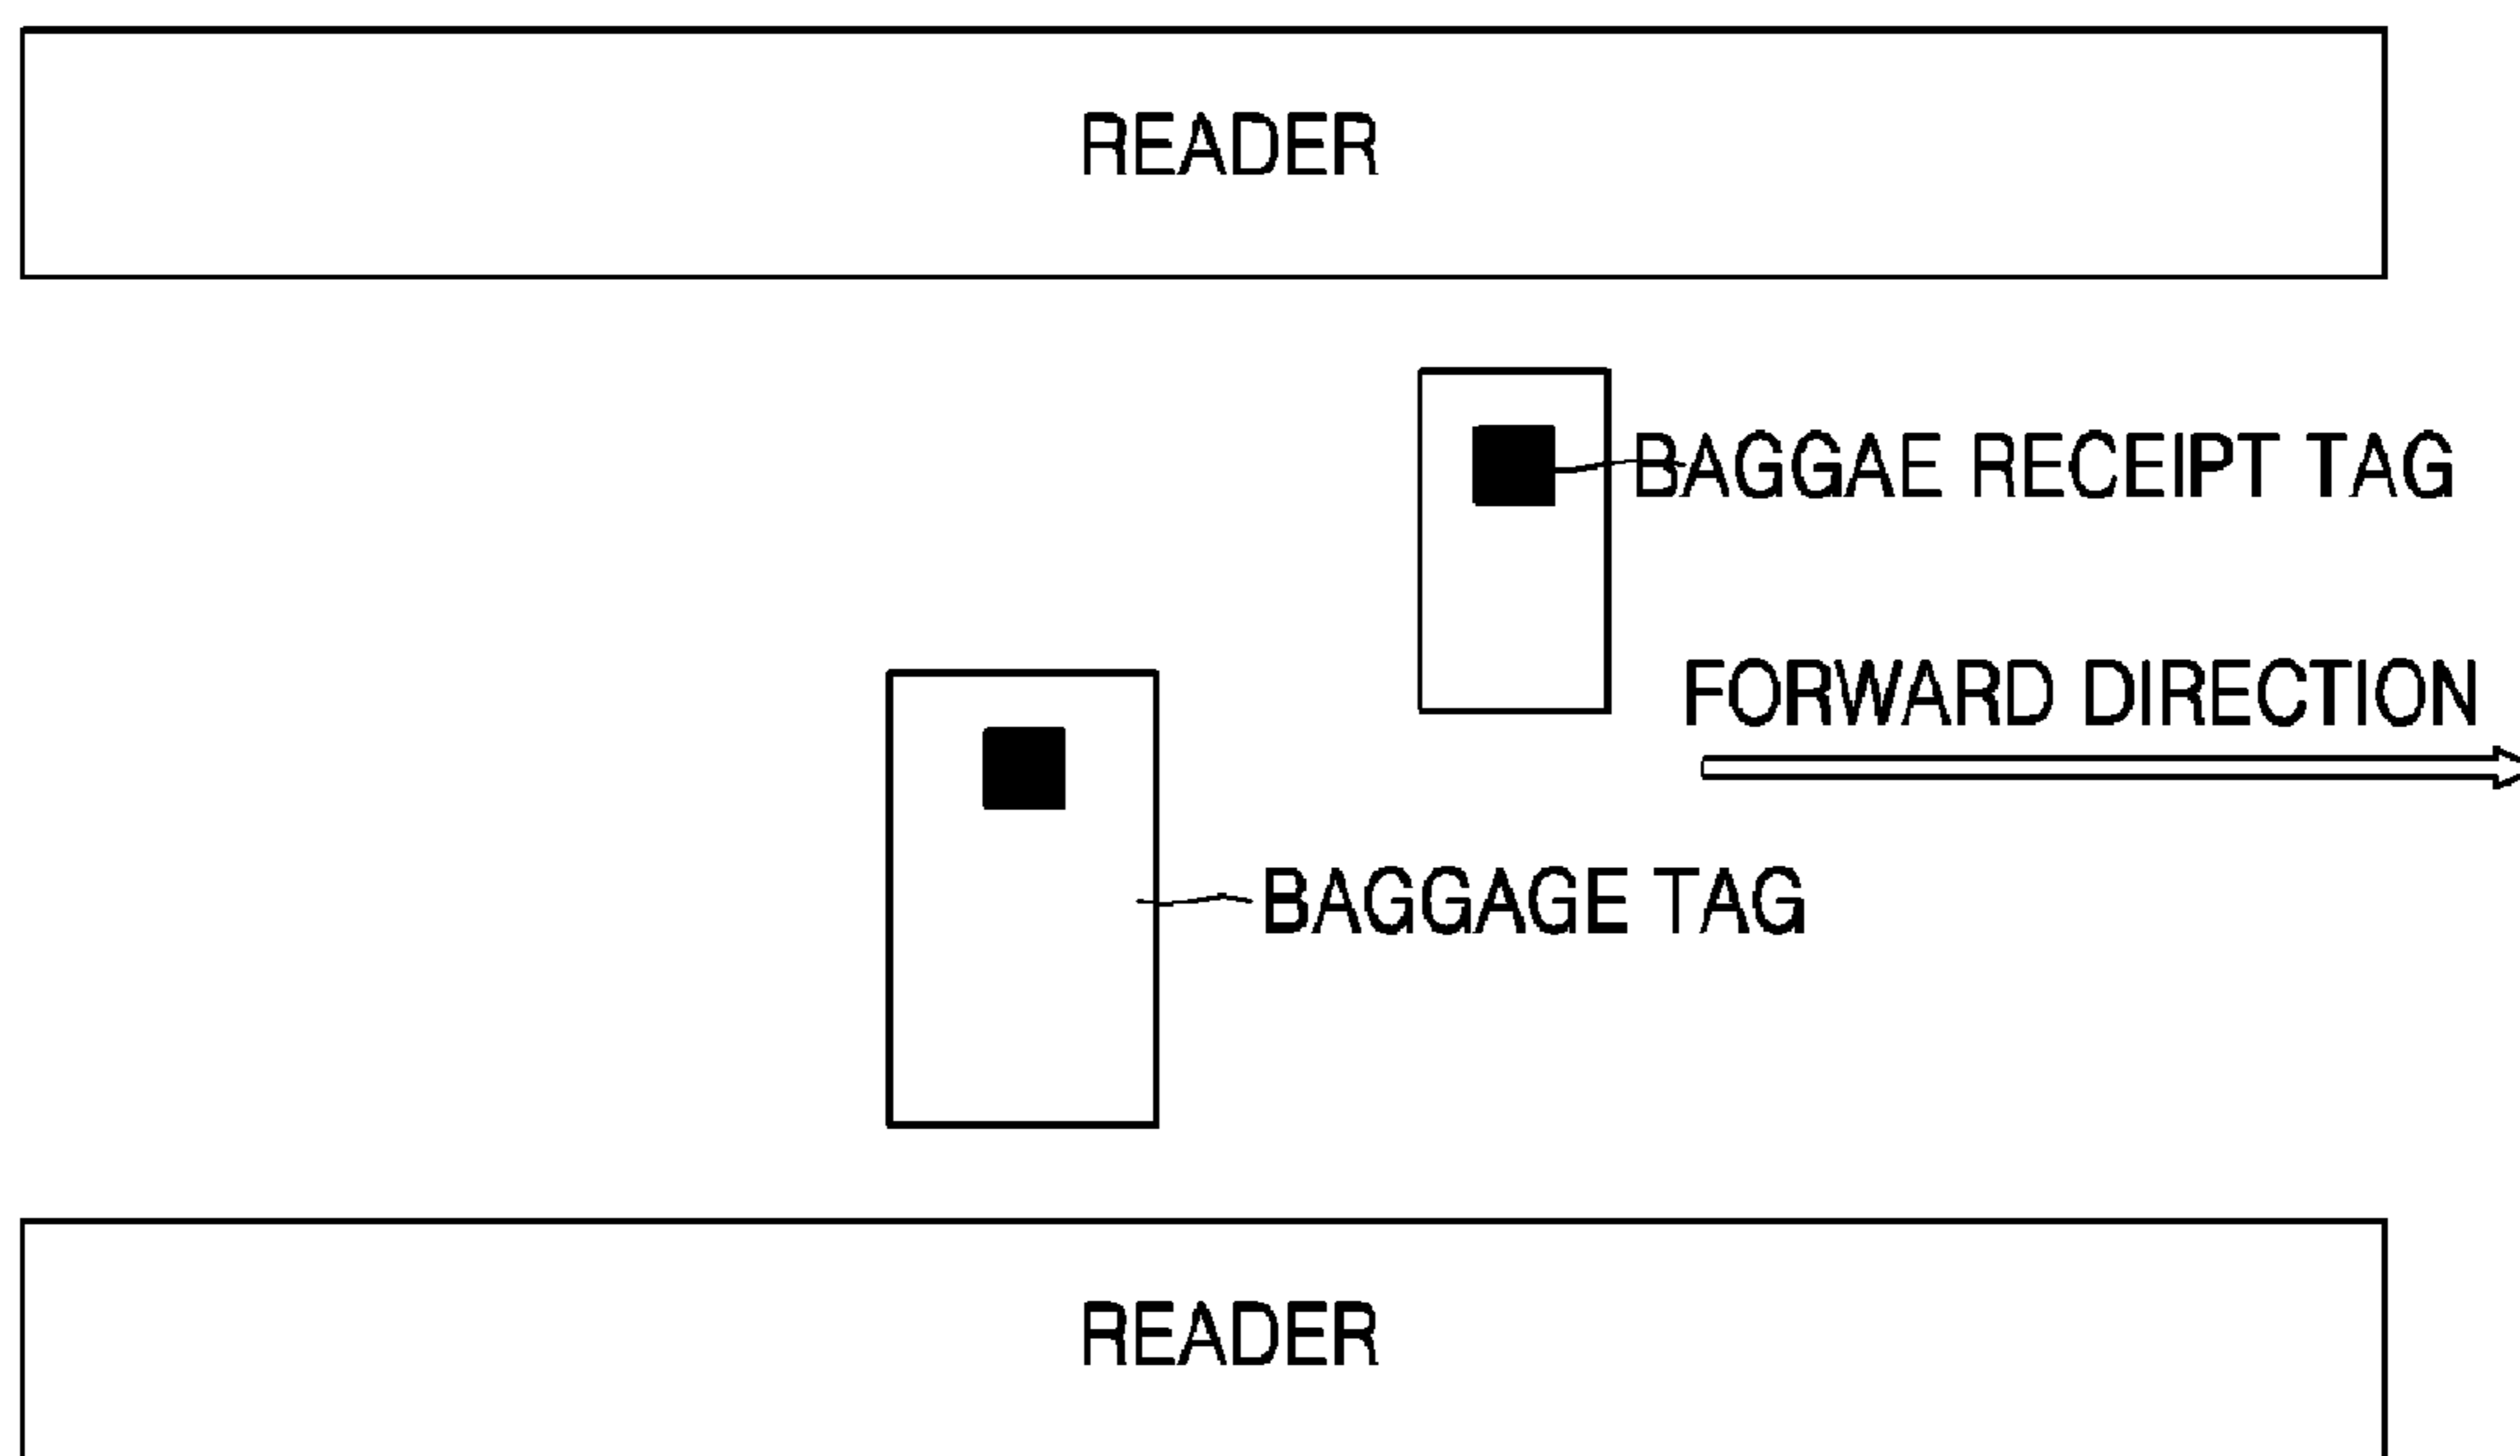 READER
BAGGAE RECEIPT TAG
FORWARD DIRECTION
BAGGAGE TAG
READER